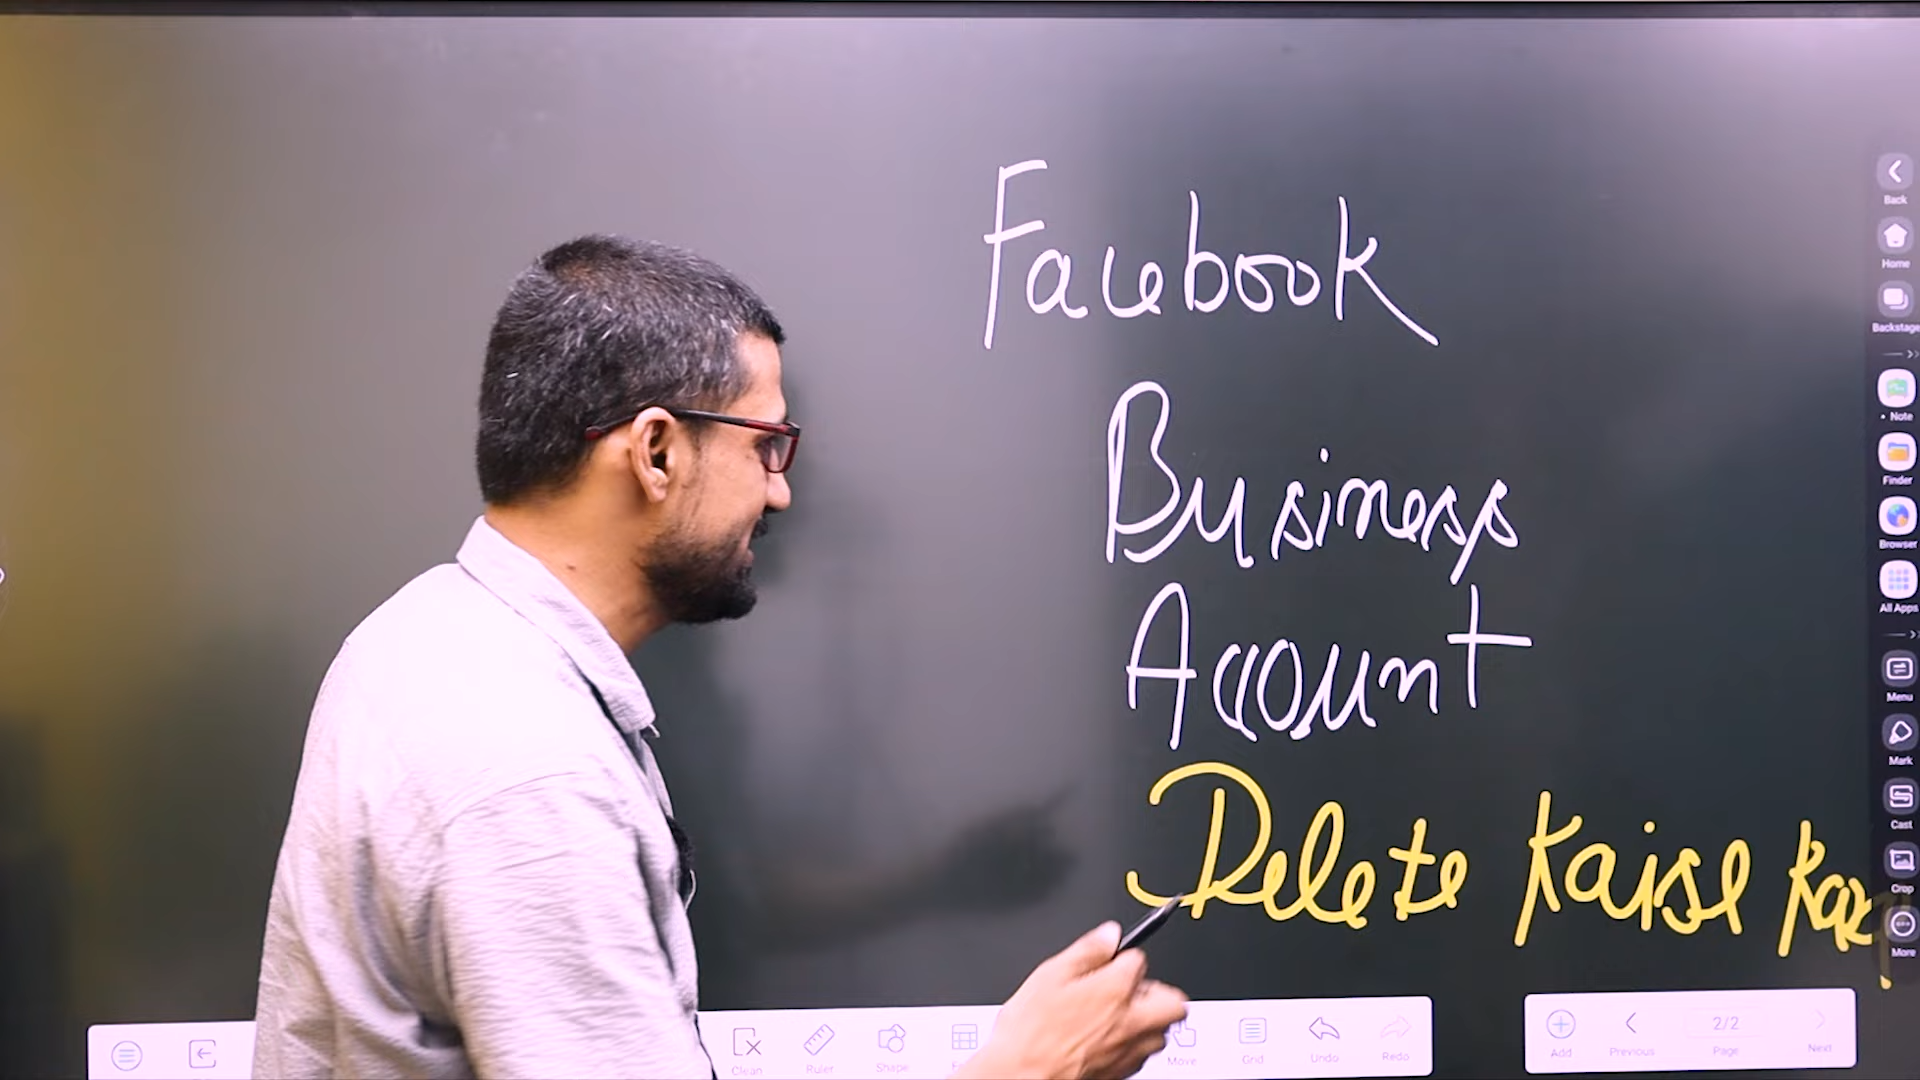 Facebook
Business
Account
Delete Kaise Kare
Back
Home
Backstage
Note
Finder
Browser
All Apps
Menu
Mark
Cast
Crop
More
Clean
Ruler
Shape
Move
Grid
Undo
Redo
Add
Previous
2/2
Page
Next